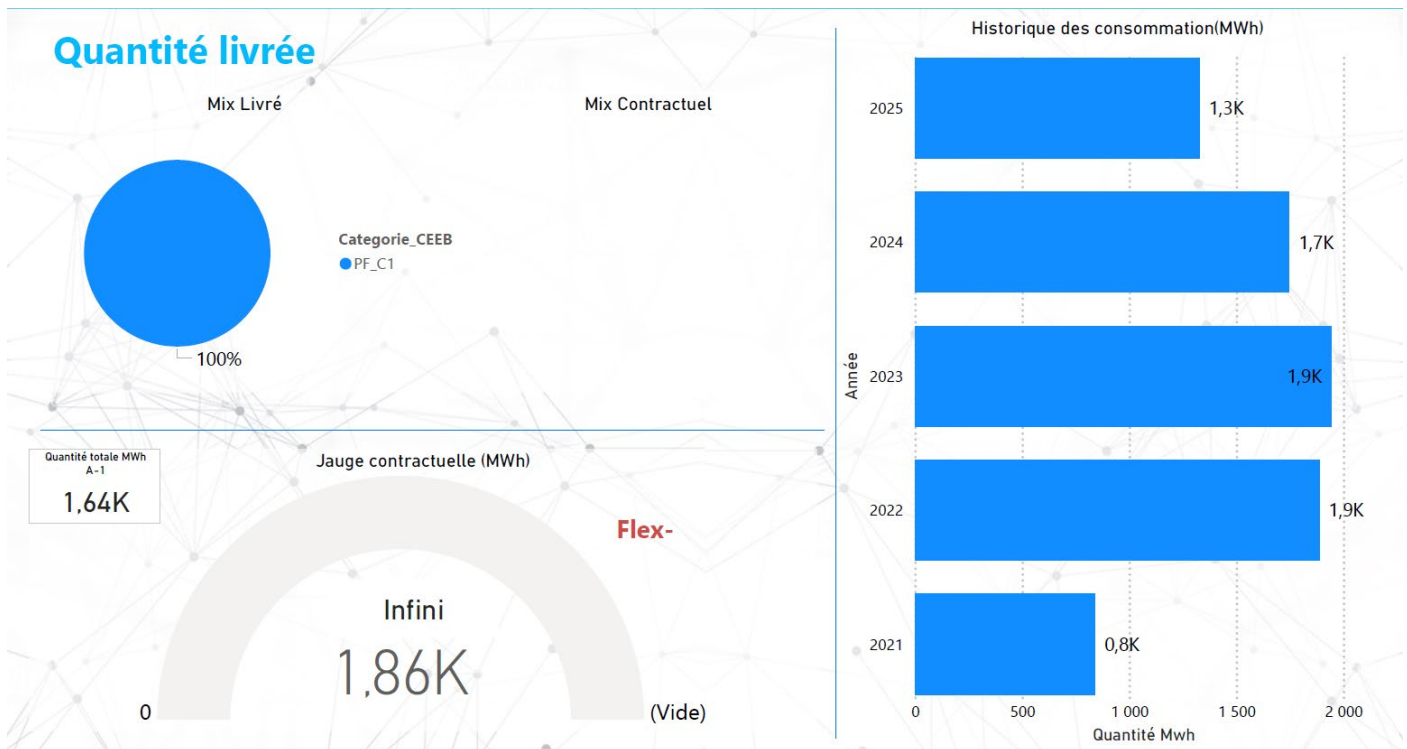 Quantité livrée
Mix Livré
Mix Contractuel
Categorie_CEEB
PF_C1
100%
Quantité totale MWh
A-1
1,64K
Jauge contractuelle (MWh)
Flex-
Infini
1,86K
0
(Vide)
Historique des consommation(MWh)
Année
2025
1,3K
2024
1,7K
2023
1,9K
2022
1,9K
2021
0,8K
0
500
1 000
1 500
2 000
Quantité Mwh